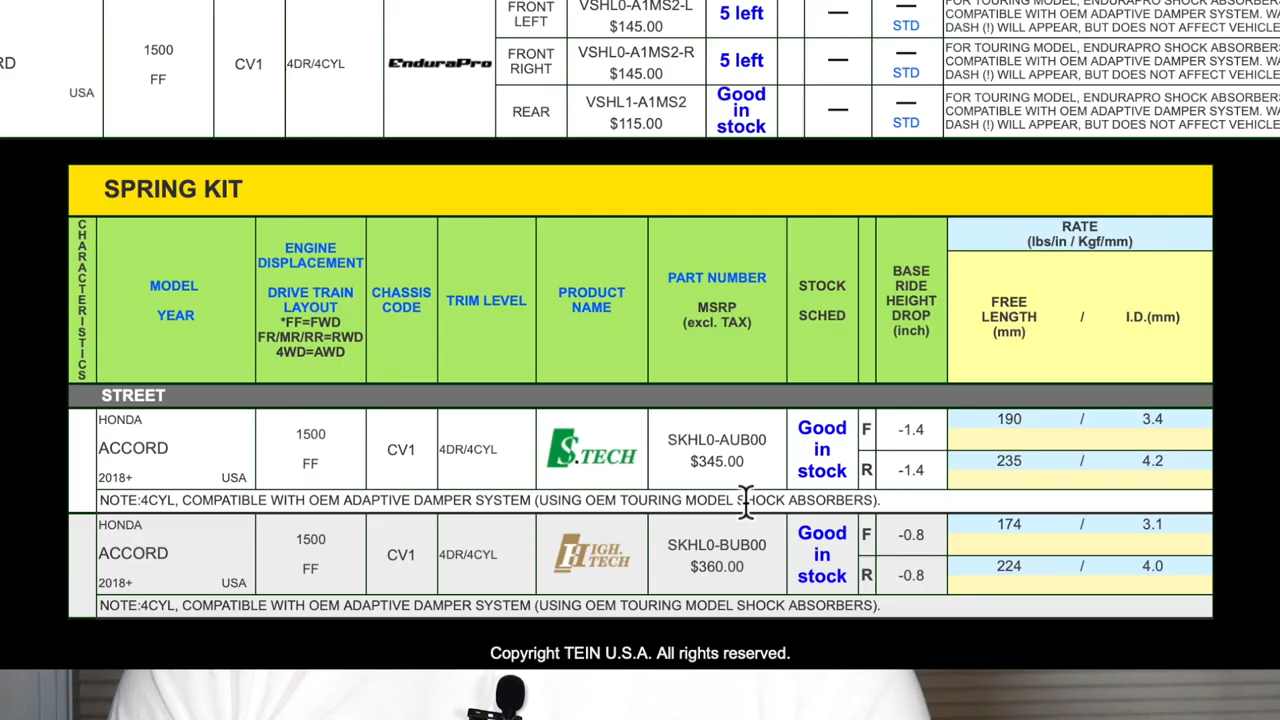 FRONT
LEFT
VSHL0-A1MS2-L
$145.00
5 left
—
—
STD
FOR TOURING MODEL, ENDURAPRO SHOCK ABSORBERS
COMPATIBLE WITH OEM ADAPTIVE DAMPER SYSTEM. WA
DASH (!) WILL APPEAR, BUT DOES NOT AFFECT VEHICLE
RD
USA
1500
FF
CV1
4DR/4CYL
EnduraPro
FRONT
RIGHT
VSHL0-A1MS2-R
$145.00
5 left
—
—
STD
FOR TOURING MODEL, ENDURAPRO SHOCK ABSORBERS
COMPATIBLE WITH OEM ADAPTIVE DAMPER SYSTEM. WA
DASH (!) WILL APPEAR, BUT DOES NOT AFFECT VEHICLE
REAR
VSHL1-A1MS2
$115.00
Good
in
stock
—
—
STD
FOR TOURING MODEL, ENDURAPRO SHOCK ABSORBERS
COMPATIBLE WITH OEM ADAPTIVE DAMPER SYSTEM. WA
DASH (!) WILL APPEAR, BUT DOES NOT AFFECT VEHICLE
SPRING KIT
CHARACTERISTICS
MODEL
YEAR
ENGINE
DISPLACEMENT
DRIVE TRAIN
LAYOUT
*FF=FWD
FR/MR/RR=RWD
4WD=AWD
CHASSIS
CODE
TRIM LEVEL
PRODUCT
NAME
PART NUMBER
MSRP
(excl. TAX)
STOCK
SCHED
BASE
RIDE
HEIGHT
DROP
(inch)
RATE
(lbs/in / Kgf/mm)
FREE
LENGTH / I.D.(mm)
(mm)
STREET
HONDA
ACCORD
2018+ USA
1500
FF
CV1
4DR/4CYL
S.TECH
SKHL0-AUB00
$345.00
Good
in
stock
F -1.4 190 / 3.4
R -1.4 235 / 4.2
NOTE:4CYL, COMPATIBLE WITH OEM ADAPTIVE DAMPER SYSTEM (USING OEM TOURING MODEL SHOCK ABSORBERS).
HONDA
ACCORD
2018+ USA
1500
FF
CV1
4DR/4CYL
HIGH.
TECH
SKHL0-BUB00
$360.00
Good
in
stock
F -0.8 174 / 3.1
R -0.8 224 / 4.0
NOTE:4CYL, COMPATIBLE WITH OEM ADAPTIVE DAMPER SYSTEM (USING OEM TOURING MODEL SHOCK ABSORBERS).
Copyright TEIN U.S.A. All rights reserved.